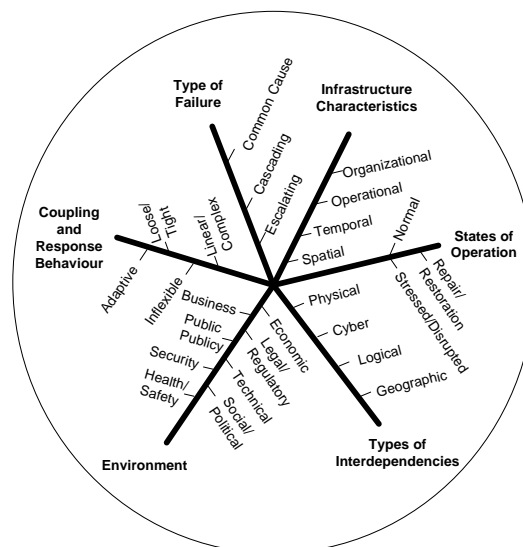 Type of
Failure
Common Cause
Cascading
Escalating
Infrastructure
Characteristics
Organizational
Operational
Temporal
Spatial
States of
Operation
Normal
Stressed/Disrupted
Repair/
Restoration
Types of
Interdependencies
Physical
Cyber
Logical
Geographic
Environment
Economic
Legal/
Regulatory
Technical
Social/
Political
Business
Public
Policy
Security
Health/
Safety
Coupling
and
Response
Behaviour
Loose/
Tight
Linear/
Complex
Adaptive
Inflexible